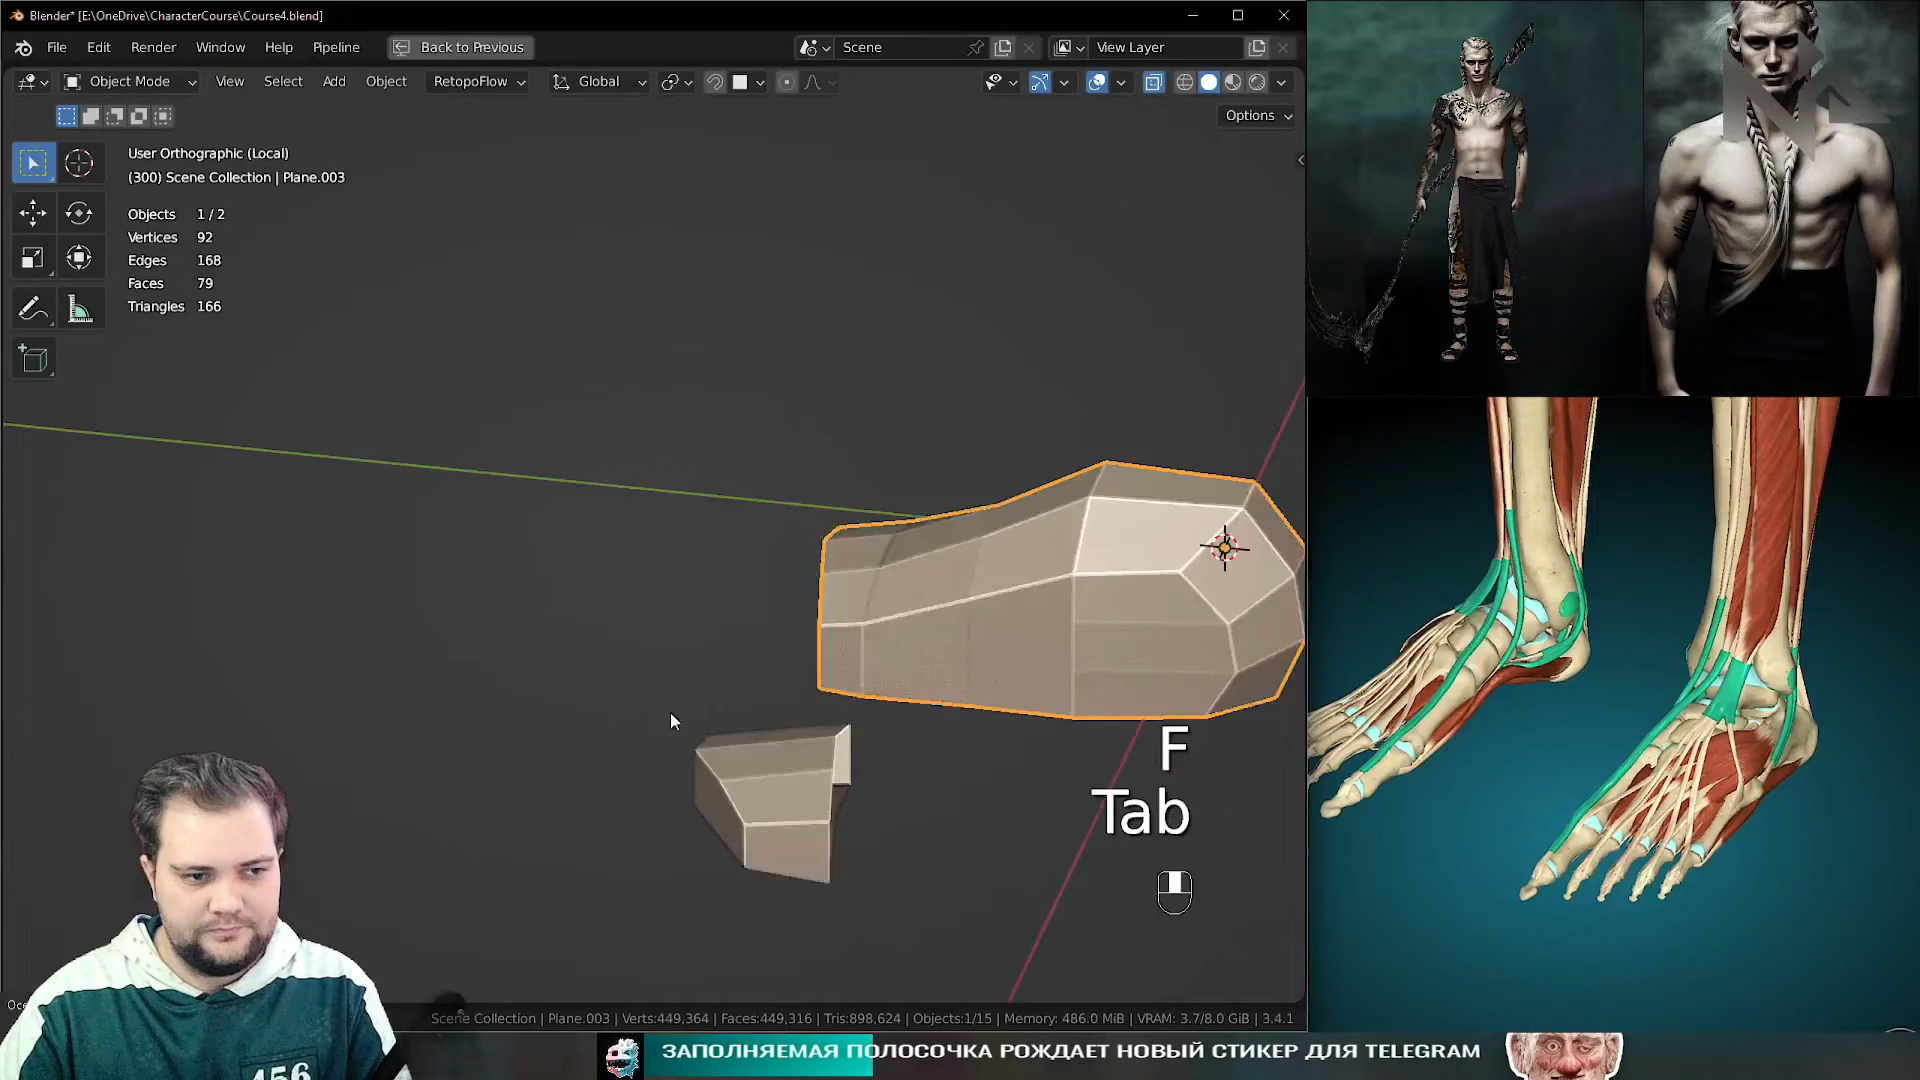 Blender* [E:\OneDrive\CharacterCourse\Course4.blend]
File Edit Render Window Help Pipeline Back to Previous Scene View Layer
Object Mode View Select Add Object RetopoFlow Global
Options
User Orthographic (Local)
(300) Scene Collection | Plane.003
Objects 1 / 2
Vertices 92
Edges 168
Faces 79
Triangles 166
F
Tab
Scene Collection | Plane.003 | Verts:449,364 | Faces:449,316 | Tris:898,624 | Objects:1/15 | Memory: 486.0 MiB | VRAM: 3.7/8.0 GiB | 3.4.1
ЗАПОЛНЯЕМАЯ ПОЛОСОЧКА РОЖДАЕТ НОВЫЙ СТИКЕР ДЛЯ TELEGRAM
456